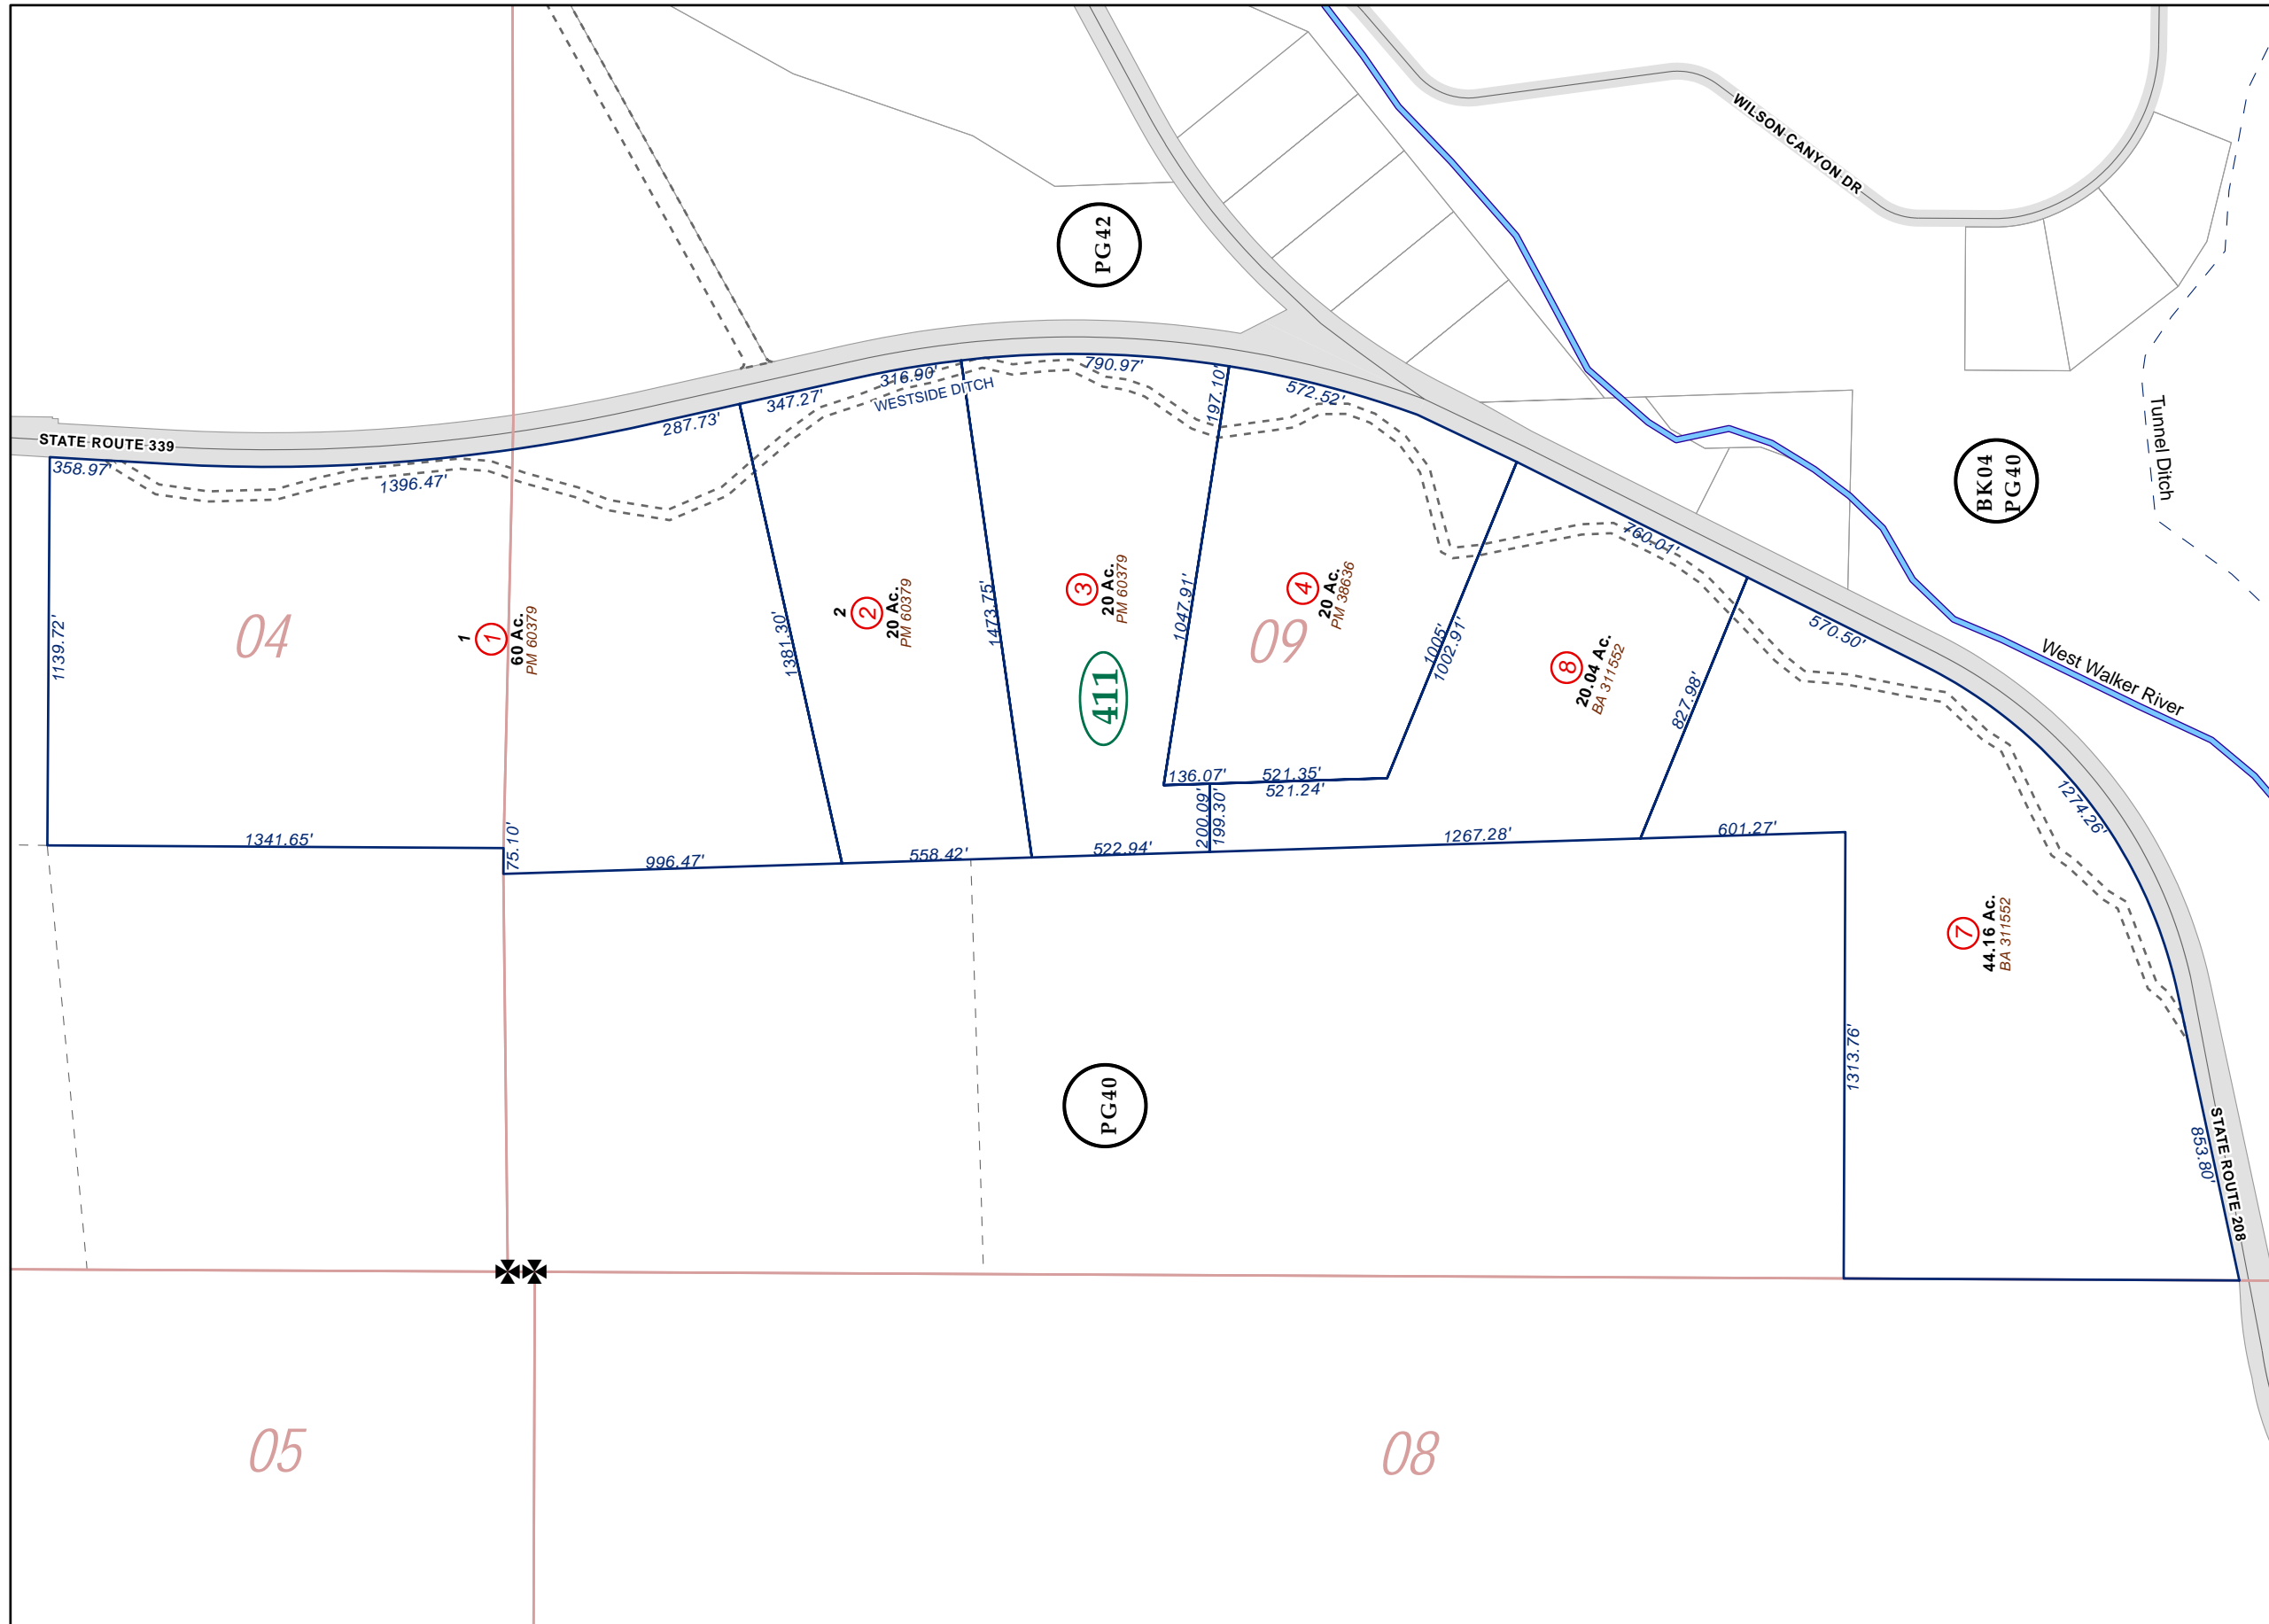 WILSON CANYON DR
PG42
STATE ROUTE 339
358.97'
1396.47'
287.73'
347.27'
316.90'
WESTSIDE DITCH
790.97'
197.10'
572.52'
760.01'
570.50'
1274.26'
853.80'
STATE ROUTE 208
Tunnel Ditch
BK04
PG40
West Walker River
04
1139.72'
1
1
60 Ac.
PM 60379
1381.30'
2
2
20 Ac.
PM 60379
1473.75'
3
20 Ac.
PM 60379
411
1047.91'
4
20 Ac.
PM 38636
09
1005'
1002.91'
8
20.04 Ac.
BA 311552
827.98'
136.07'
521.35'
521.24'
200.09'
199.30'
1341.65'
75.10'
996.47'
558.42'
522.94'
1267.28'
601.27'
7
44.16 Ac.
BA 311552
1313.76'
PG40
05
08